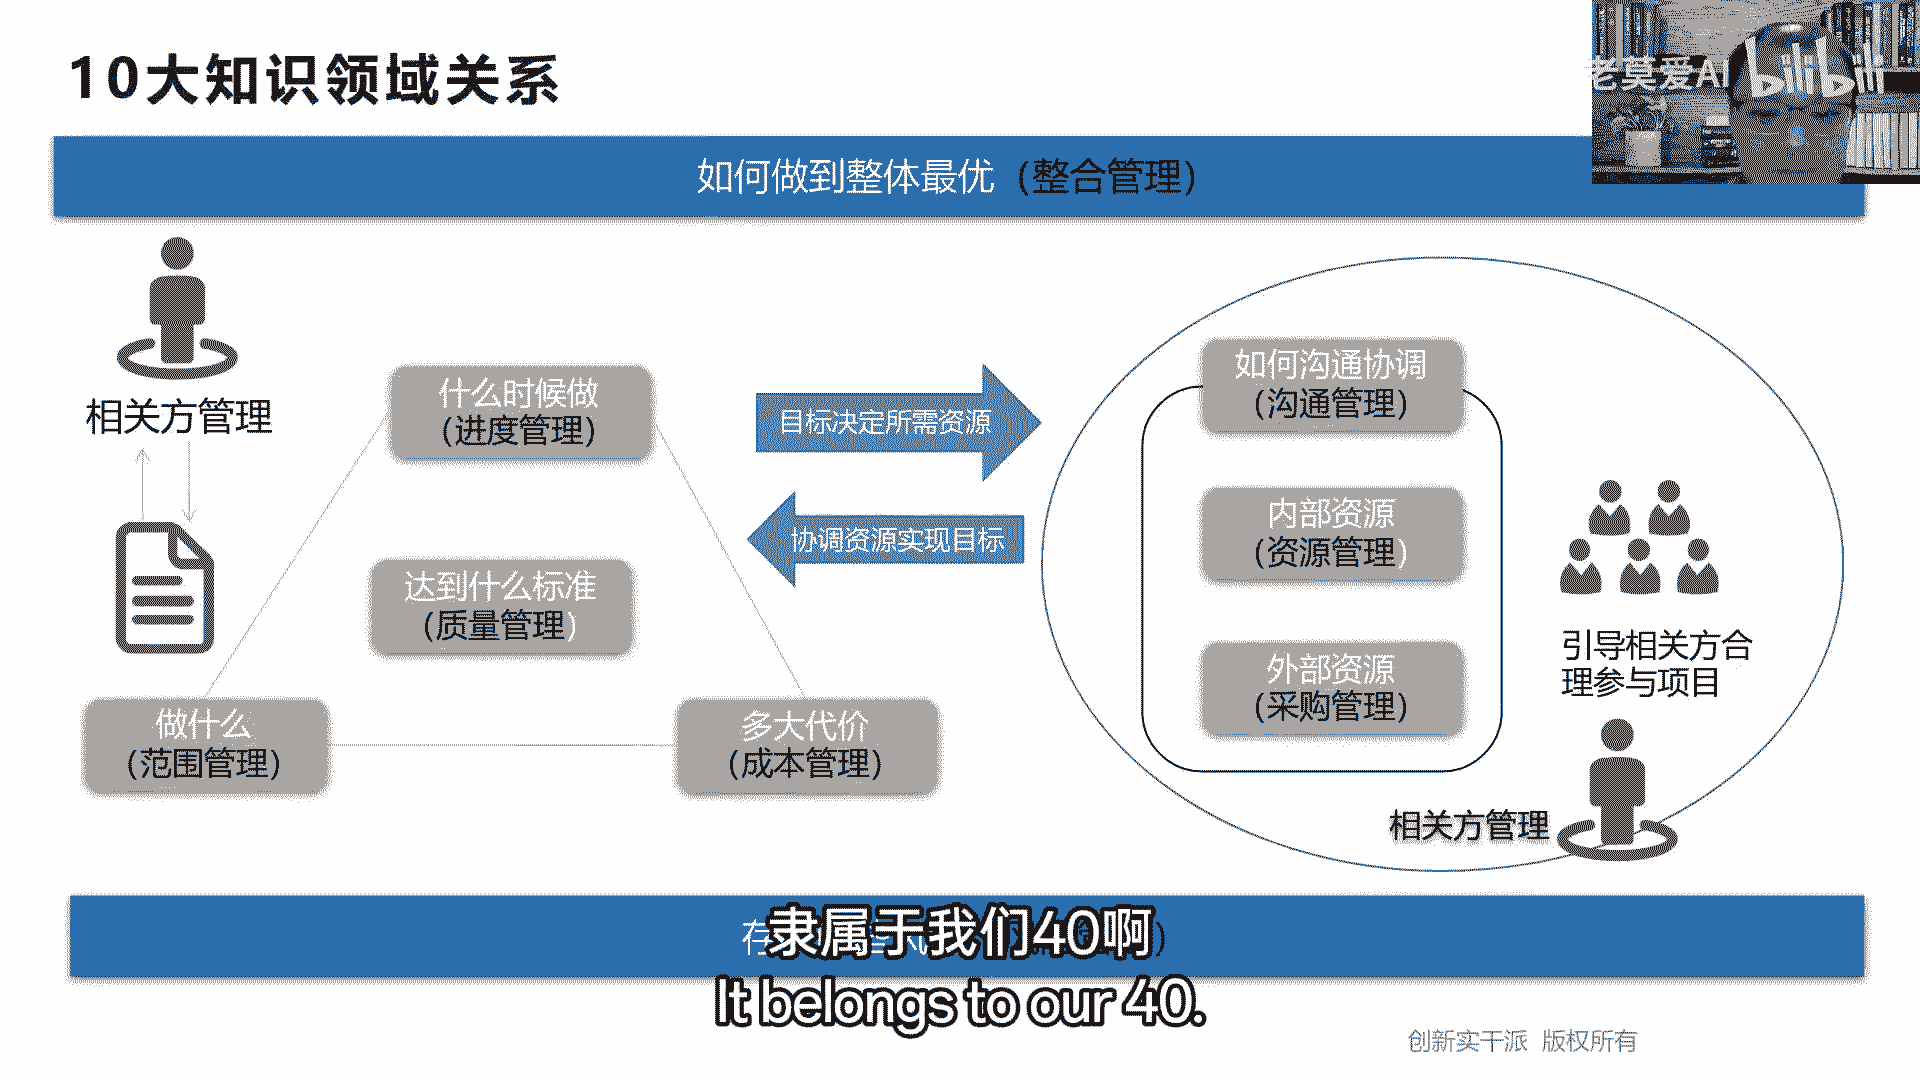 10大知识领域关系
老莫爱AI
bilibili
如何做到整体最优（整合管理）
相关方管理
什么时候做
（进度管理）
达到什么标准
（质量管理）
做什么
（范围管理）
多大代价
（成本管理）
目标决定所需资源
协调资源实现目标
如何沟通协调
（沟通管理）
内部资源
（资源管理）
外部资源
（采购管理）
引导相关方合
理参与项目
相关方管理
存
隶属于我们40啊
It belongs to our 40.
创新实干派 版权所有